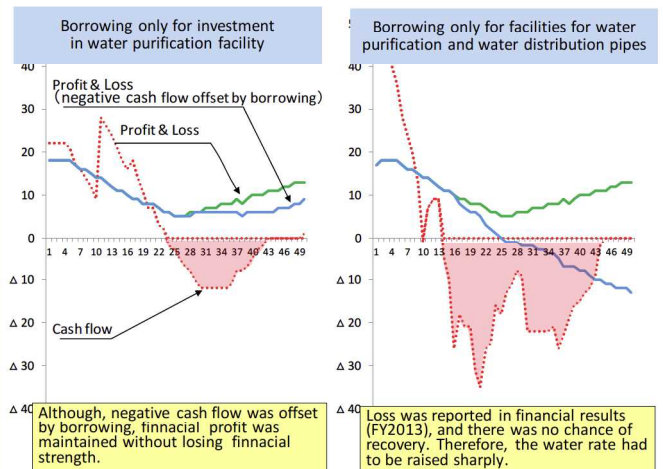 Borrowing only for investment
in water purification facility
40
30
20
10
0
Δ 10
Δ 20
Δ 30
Δ 40
1 4 7 10 13 16 19 22 25 28 31 34 37 40 43 46 49
Profit & Loss
(negative cash flow offset by borrowing)
Profit & Loss
Cash flow
Although, negative cash flow was offset
by borrowing, finnacial profit was
maintained without losing finnacial
strength.
Borrowing only for facilities for water
purification and water distribution pipes
40
30
20
10
0
Δ 10
Δ 20
Δ 30
Δ 40
1 4 7 10 13 16 19 22 25 28 31 34 37 40 43 46 49
Loss was reported in financial results
(FY2013), and there was no chance of
recovery. Therefore, the water rate had
to be raised sharply.